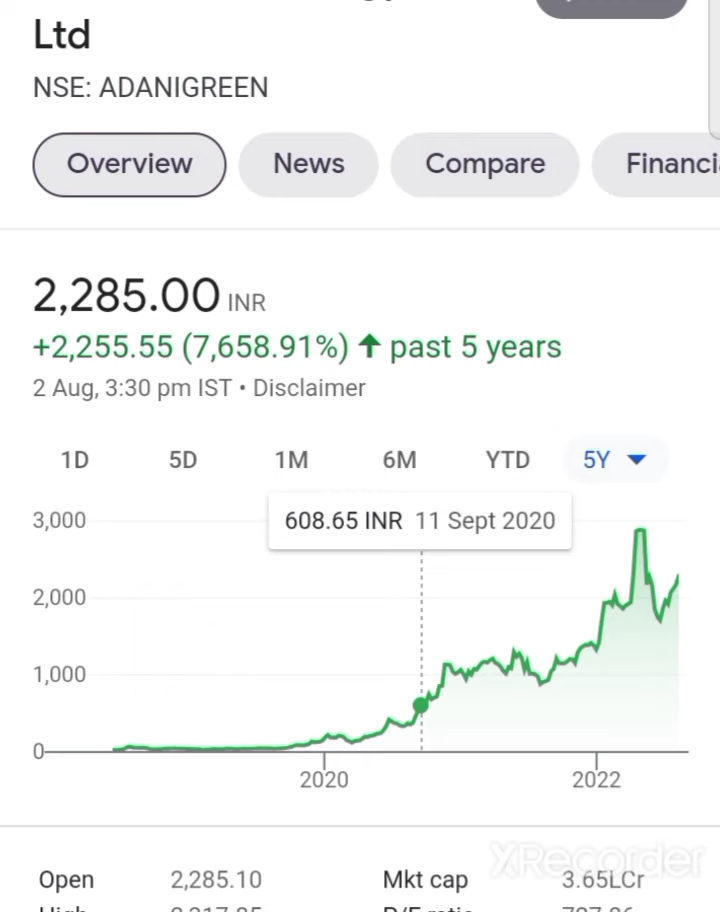 Ltd
NSE: ADANIGREEN
Overview News Compare
2,285.00 INR
+2,255.55 (7,658.91%) ↑ past 5 years
2 Aug, 3:30 pm IST • Disclaimer
1D 5D 1M 6M YTD 5Y
608.65 INR 11 Sept 2020
3,000
2,000
1,000
0
2020 2022
XRecorder
Open 2,285.10 Mkt cap 3.65LCr